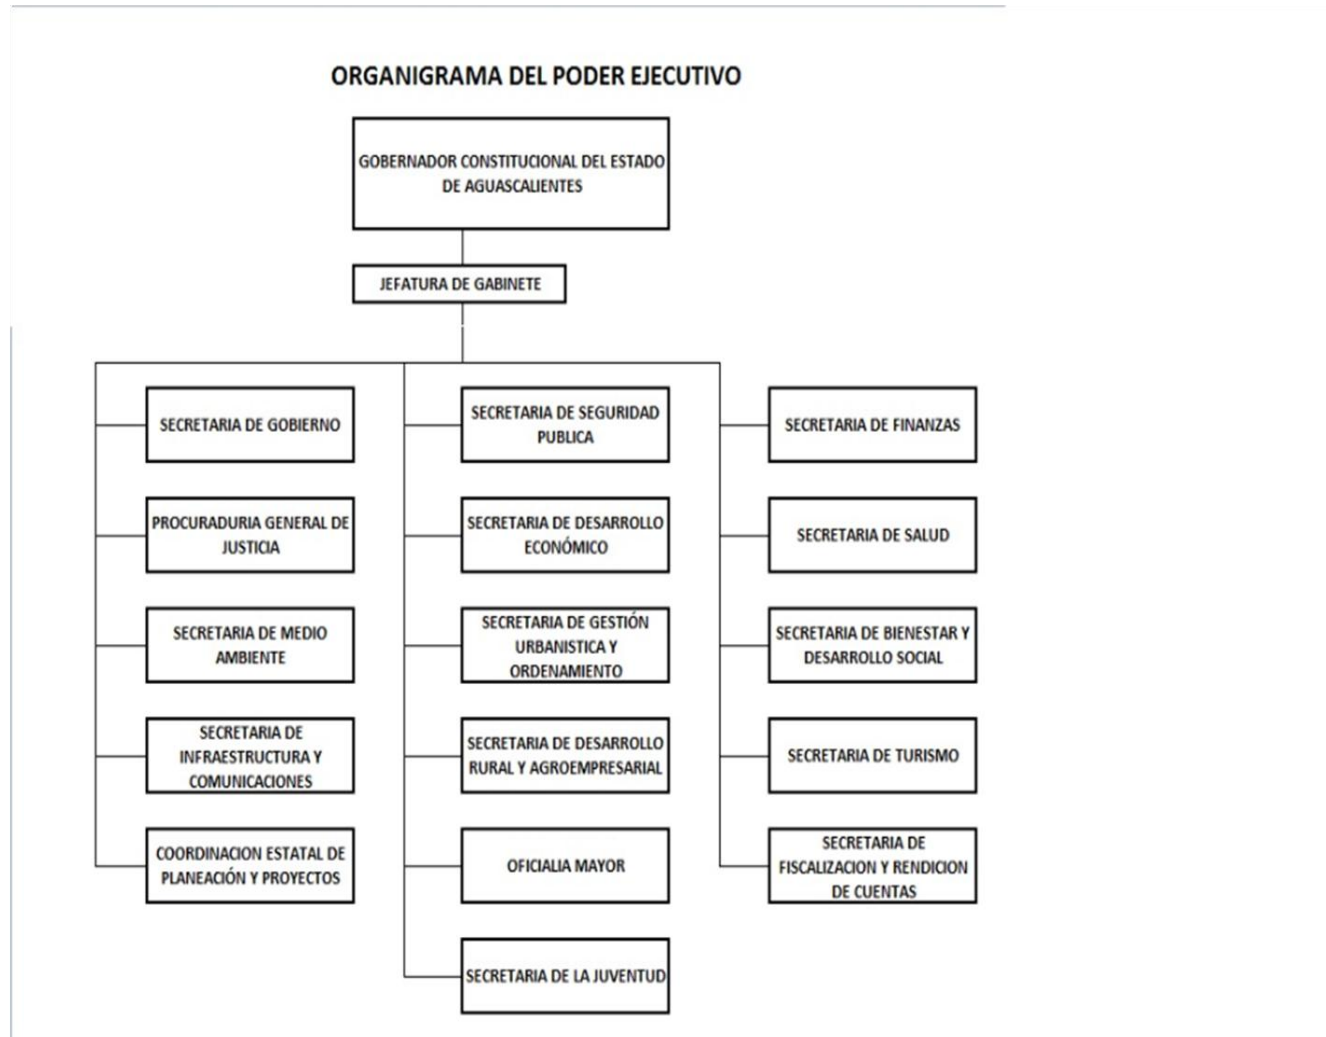 ORGANIGRAMA DEL PODER EJECUTIVO
GOBERNADOR CONSTITUCIONAL DEL ESTADO
DE AGUASCALIENTES
JEFATURA DE GABINETE
SECRETARIA DE GOBIERNO
PROCURADURIA GENERAL DE
JUSTICIA
SECRETARIA DE MEDIO
AMBIENTE
SECRETARIA DE
INFRAESTRUCTURA Y
COMUNICACIONES
COORDINACION ESTATAL DE
PLANEACIÓN Y PROYECTOS
SECRETARIA DE SEGURIDAD
PUBLICA
SECRETARIA DE DESARROLLO
ECONÓMICO
SECRETARIA DE GESTIÓN
URBANISTICA Y
ORDENAMIENTO
SECRETARIA DE DESARROLLO
RURAL Y AGROEMPRESARIAL
OFICIALIA MAYOR
SECRETARIA DE LA JUVENTUD
SECRETARIA DE FINANZAS
SECRETARIA DE SALUD
SECRETARIA DE BIENESTAR Y
DESARROLLO SOCIAL
SECRETARIA DE TURISMO
SECRETARIA DE
FISCALIZACION Y RENDICION
DE CUENTAS